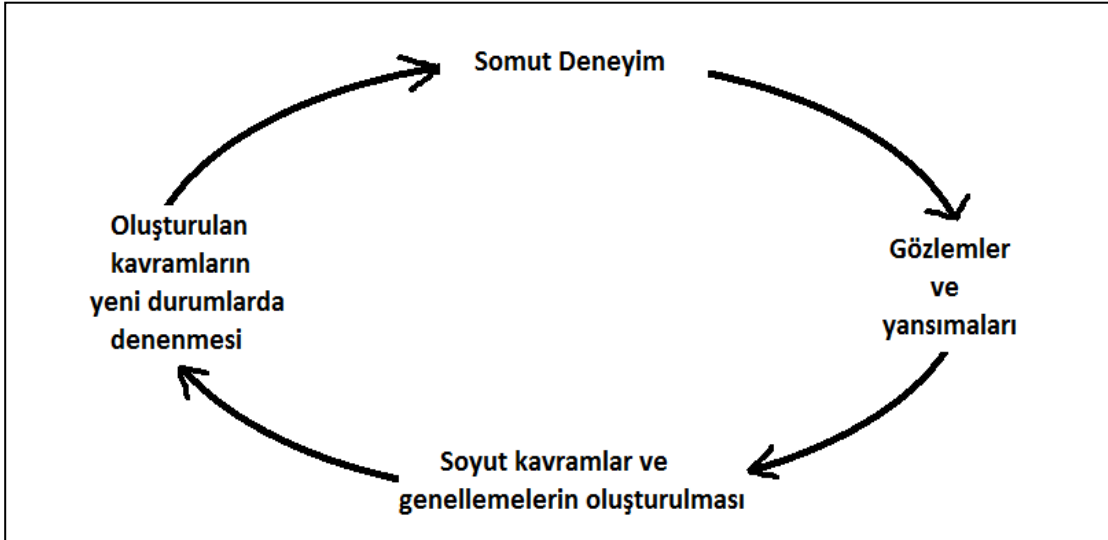 Somut Deneyim
Gözlemler
ve
yansımaları
Soyut kavramlar ve
genellemelerin oluşturulması
Oluşturulan
kavramların
yeni durumlarda
denenmesi